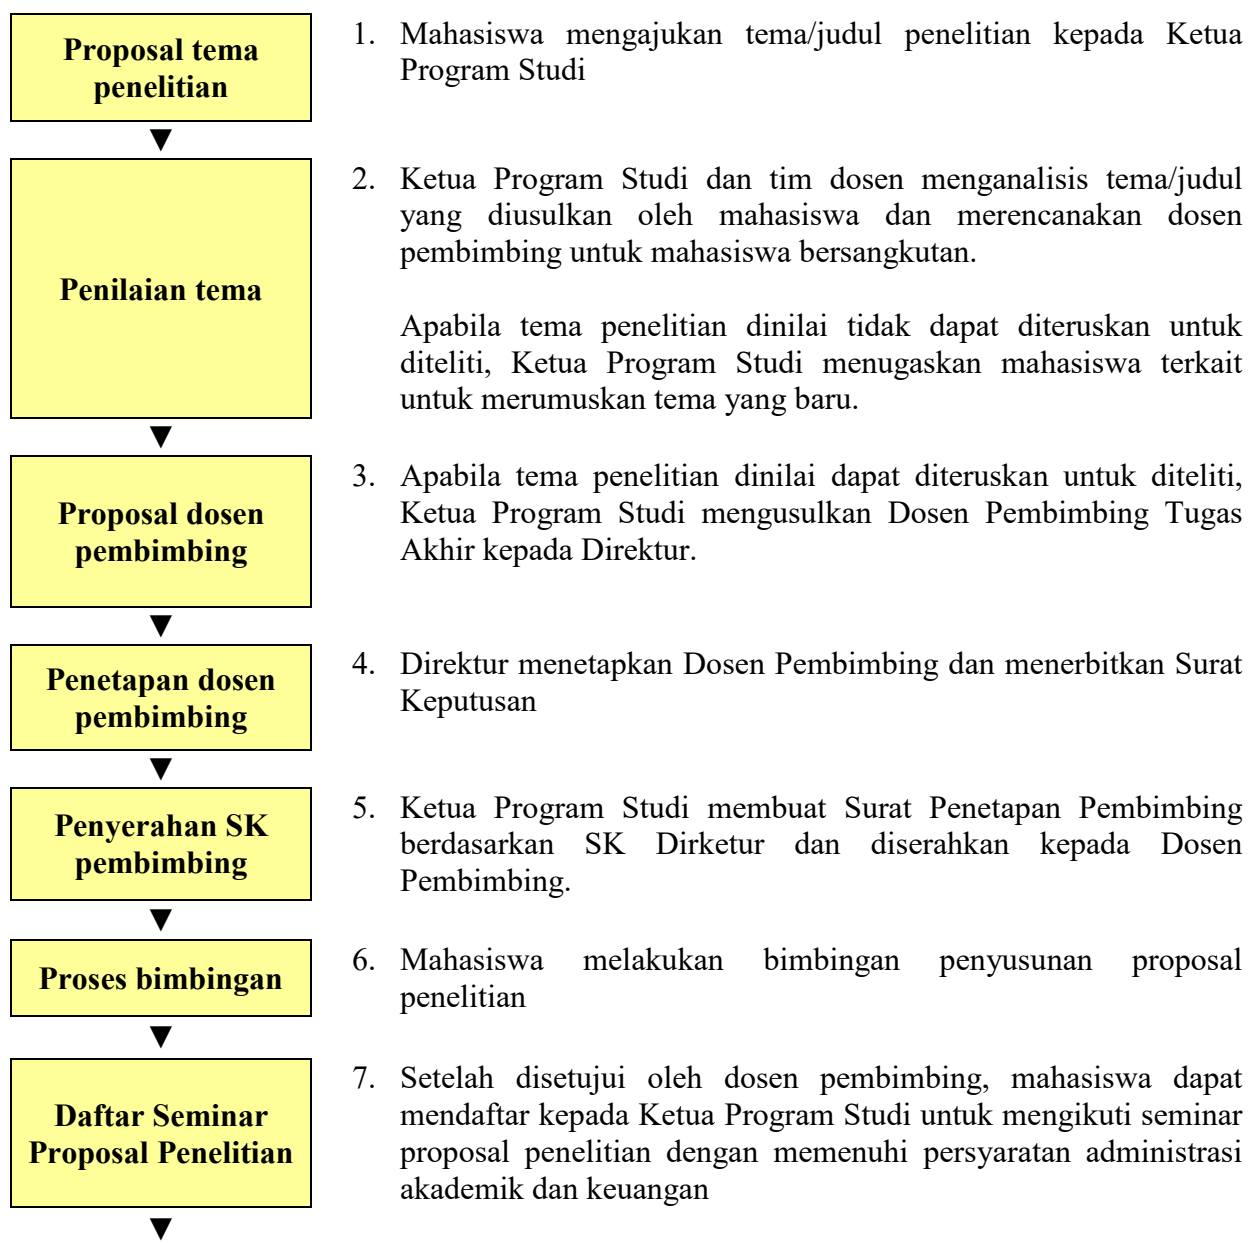 Proposal tema
penelitian
1. Mahasiswa mengajukan tema/judul penelitian kepada Ketua
Program Studi
▼
Penilaian tema
2. Ketua Program Studi dan tim dosen menganalisis tema/judul
yang diusulkan oleh mahasiswa dan merencanakan dosen
pembimbing untuk mahasiswa bersangkutan.
Apabila tema penelitian dinilai tidak dapat diteruskan untuk
diteliti, Ketua Program Studi menugaskan mahasiswa terkait
untuk merumuskan tema yang baru.
▼
Proposal dosen
pembimbing
3. Apabila tema penelitian dinilai dapat diteruskan untuk diteliti,
Ketua Program Studi mengusulkan Dosen Pembimbing Tugas
Akhir kepada Direktur.
▼
Penetapan dosen
pembimbing
4. Direktur menetapkan Dosen Pembimbing dan menerbitkan Surat
Keputusan
▼
Penyerahan SK
pembimbing
5. Ketua Program Studi membuat Surat Penetapan Pembimbing
berdasarkan SK Dirketur dan diserahkan kepada Dosen
Pembimbing.
▼
Proses bimbingan
6. Mahasiswa melakukan bimbingan penyusunan proposal
penelitian
▼
Daftar Seminar
Proposal Penelitian
7. Setelah disetujui oleh dosen pembimbing, mahasiswa dapat
mendaftar kepada Ketua Program Studi untuk mengikuti seminar
proposal penelitian dengan memenuhi persyaratan administrasi
akademik dan keuangan
▼